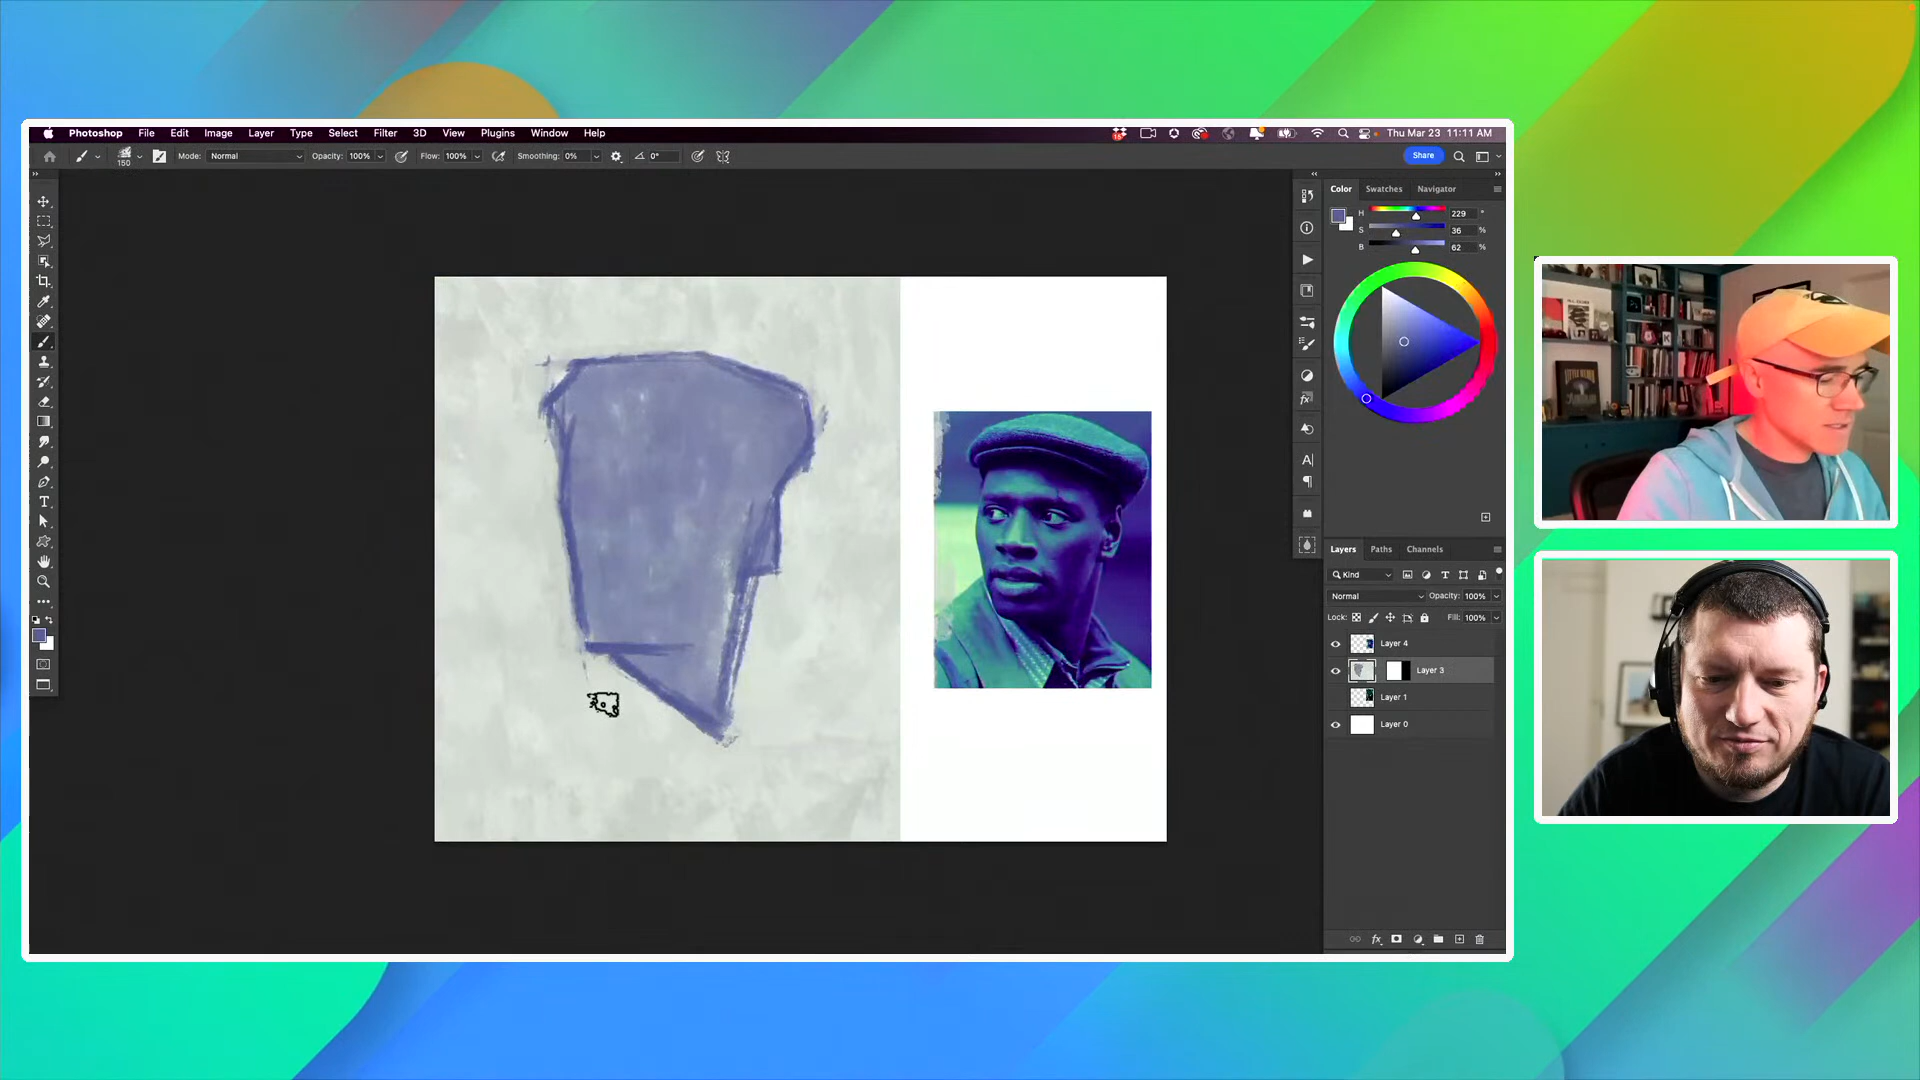 Photoshop File Edit Image Layer Type Select Filter 3D View Plugins Window Help Thu Mar 23 11:11 AM
150 Mode: Normal Opacity: 100% Flow: 100% Smoothing: 0% 0° Share
Color Swatches Navigator
H 229 °
S 36 %
B 62 %
Layers Paths Channels
Kind
Normal Opacity: 100%
Lock: Fill: 100%
Layer 4
Layer 3
Layer 1
Layer 0